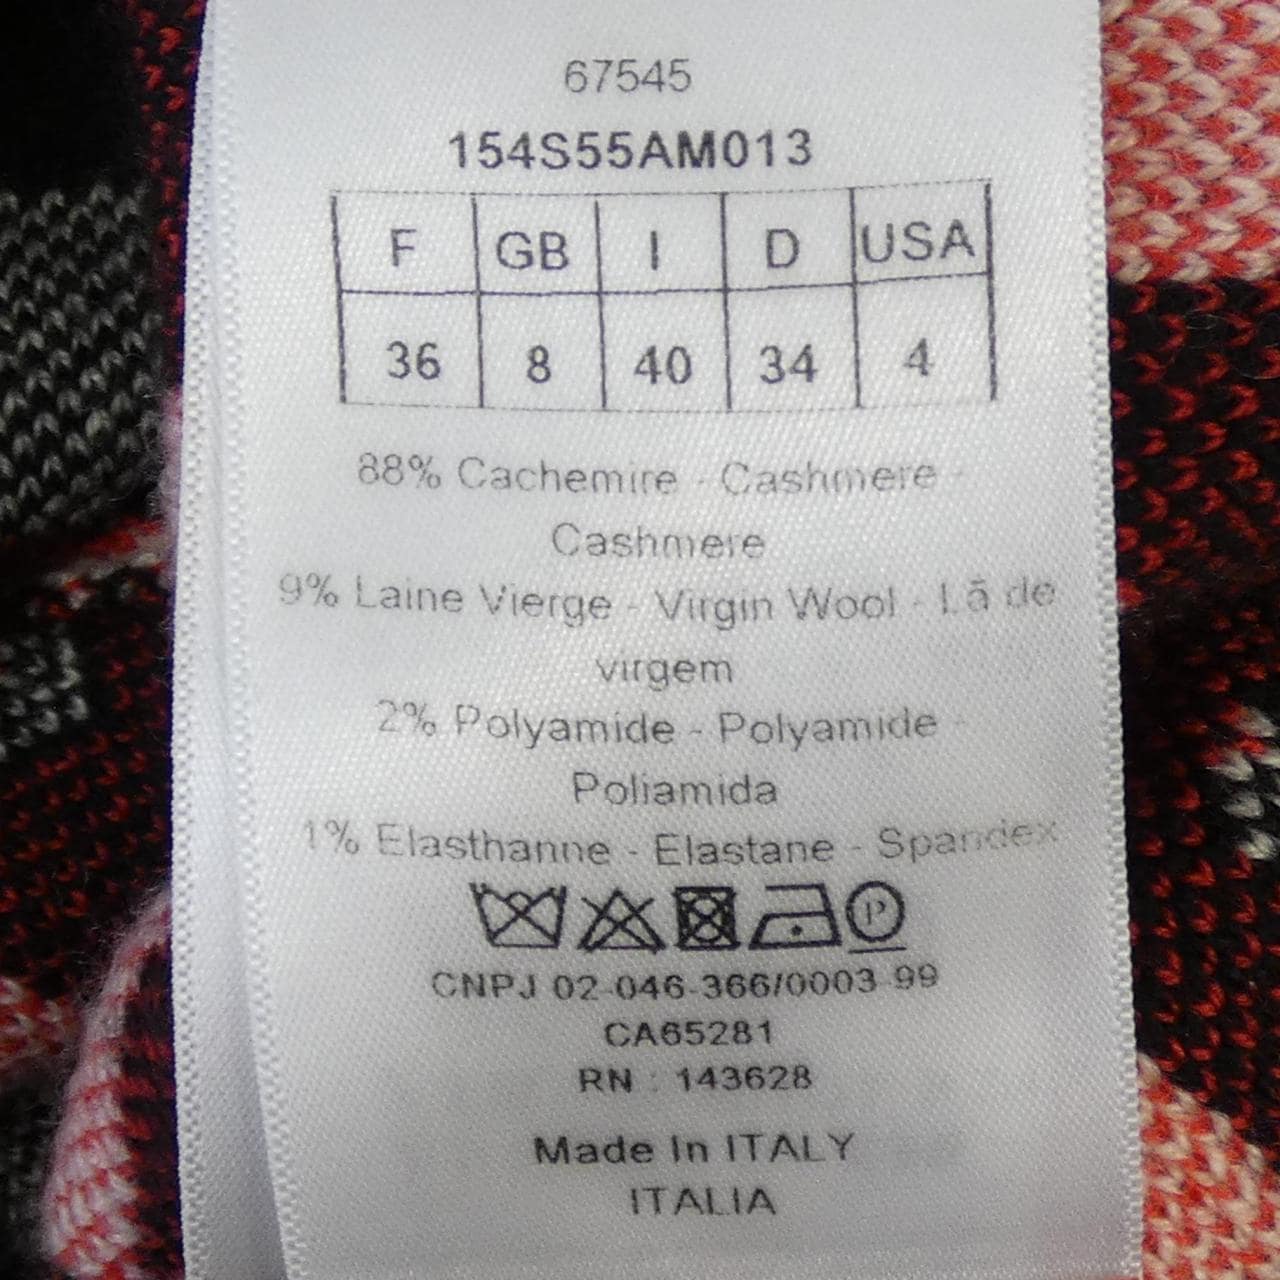 67545
154S55AM013
F GB I D USA
36 8 40 34 4
88% Cachemire - Cashmere -
Cashmere
9% Laine Vierge - Virgin Wool - Lã de
virgem
2% Polyamide - Polyamide -
Poliamida
1% Elasthanne - Elastane - Spandex
P
CNPJ 02-046-366/0003-99
CA65281
RN : 143628
Made In ITALY
ITALIA